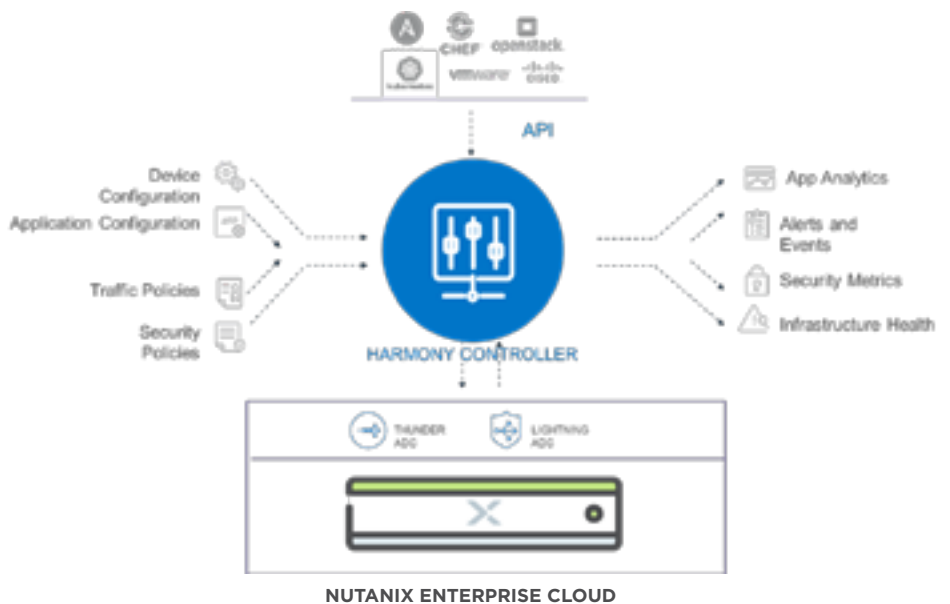 A
CHEF
openstack
kubernetes
vmware
CISCO
API
Device
Configuration
Application Configuration
Traffic Policies
Security
Policies
HARMONY CONTROLLER
App Analytics
Alerts and
Events
Security Metrics
Infrastructure Health
THUNDER
ADC
LIGHTNING
ADC
NUTANIX ENTERPRISE CLOUD